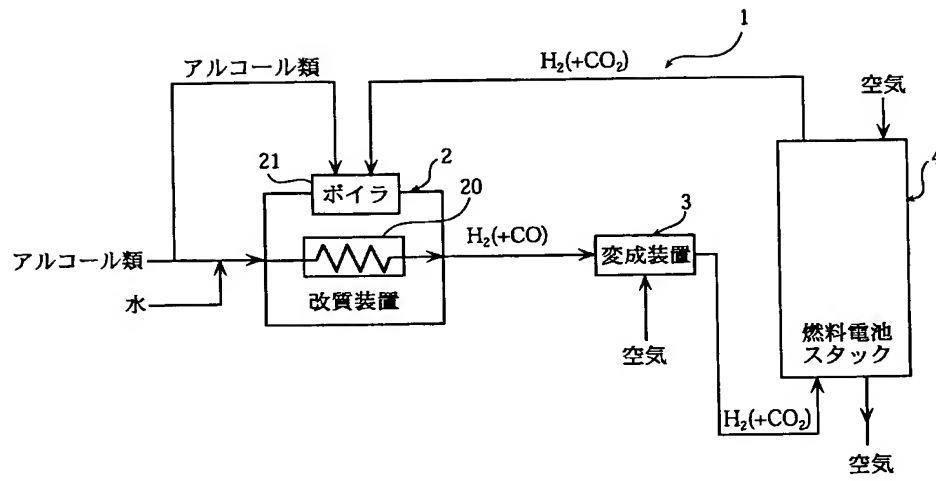 1
アルコール類
H₂(+CO₂)
空気
21
ボイラ
2
20
4
アルコール類
H₂(+CO)
3
変成装置
水
改質装置
空気
燃料電池
スタック
H₂(+CO₂)
空気